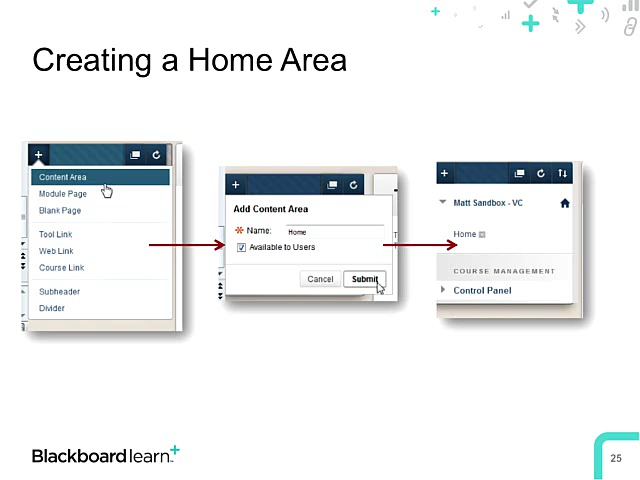 Creating a Home Area
Content Area
Module Page
Blank Page
Tool Link
Web Link
Course Link
Subheader
Divider
Add Content Area
Name: Home
Available to Users
Cancel Submit
Matt Sandbox - VC
Home
COURSE MANAGEMENT
Control Panel
Blackboard learn
25